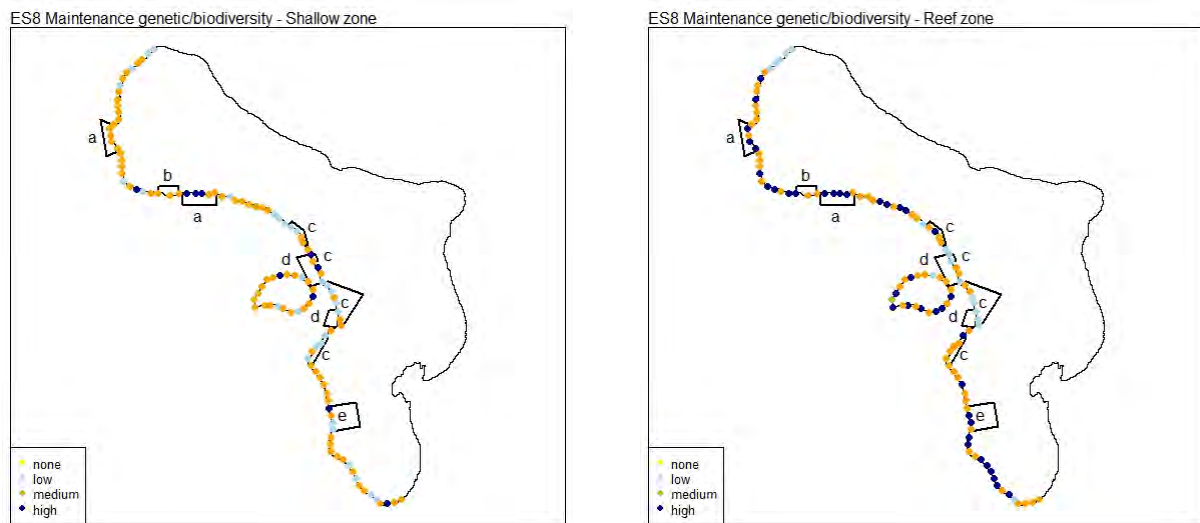 ES8 Maintenance genetic/biodiversity - Shallow zone
a
b
a
c
d
c
c
d
c
e
none
low
medium
high
ES8 Maintenance genetic/biodiversity - Reef zone
a
b
a
c
d
c
c
d
c
e
none
low
medium
high